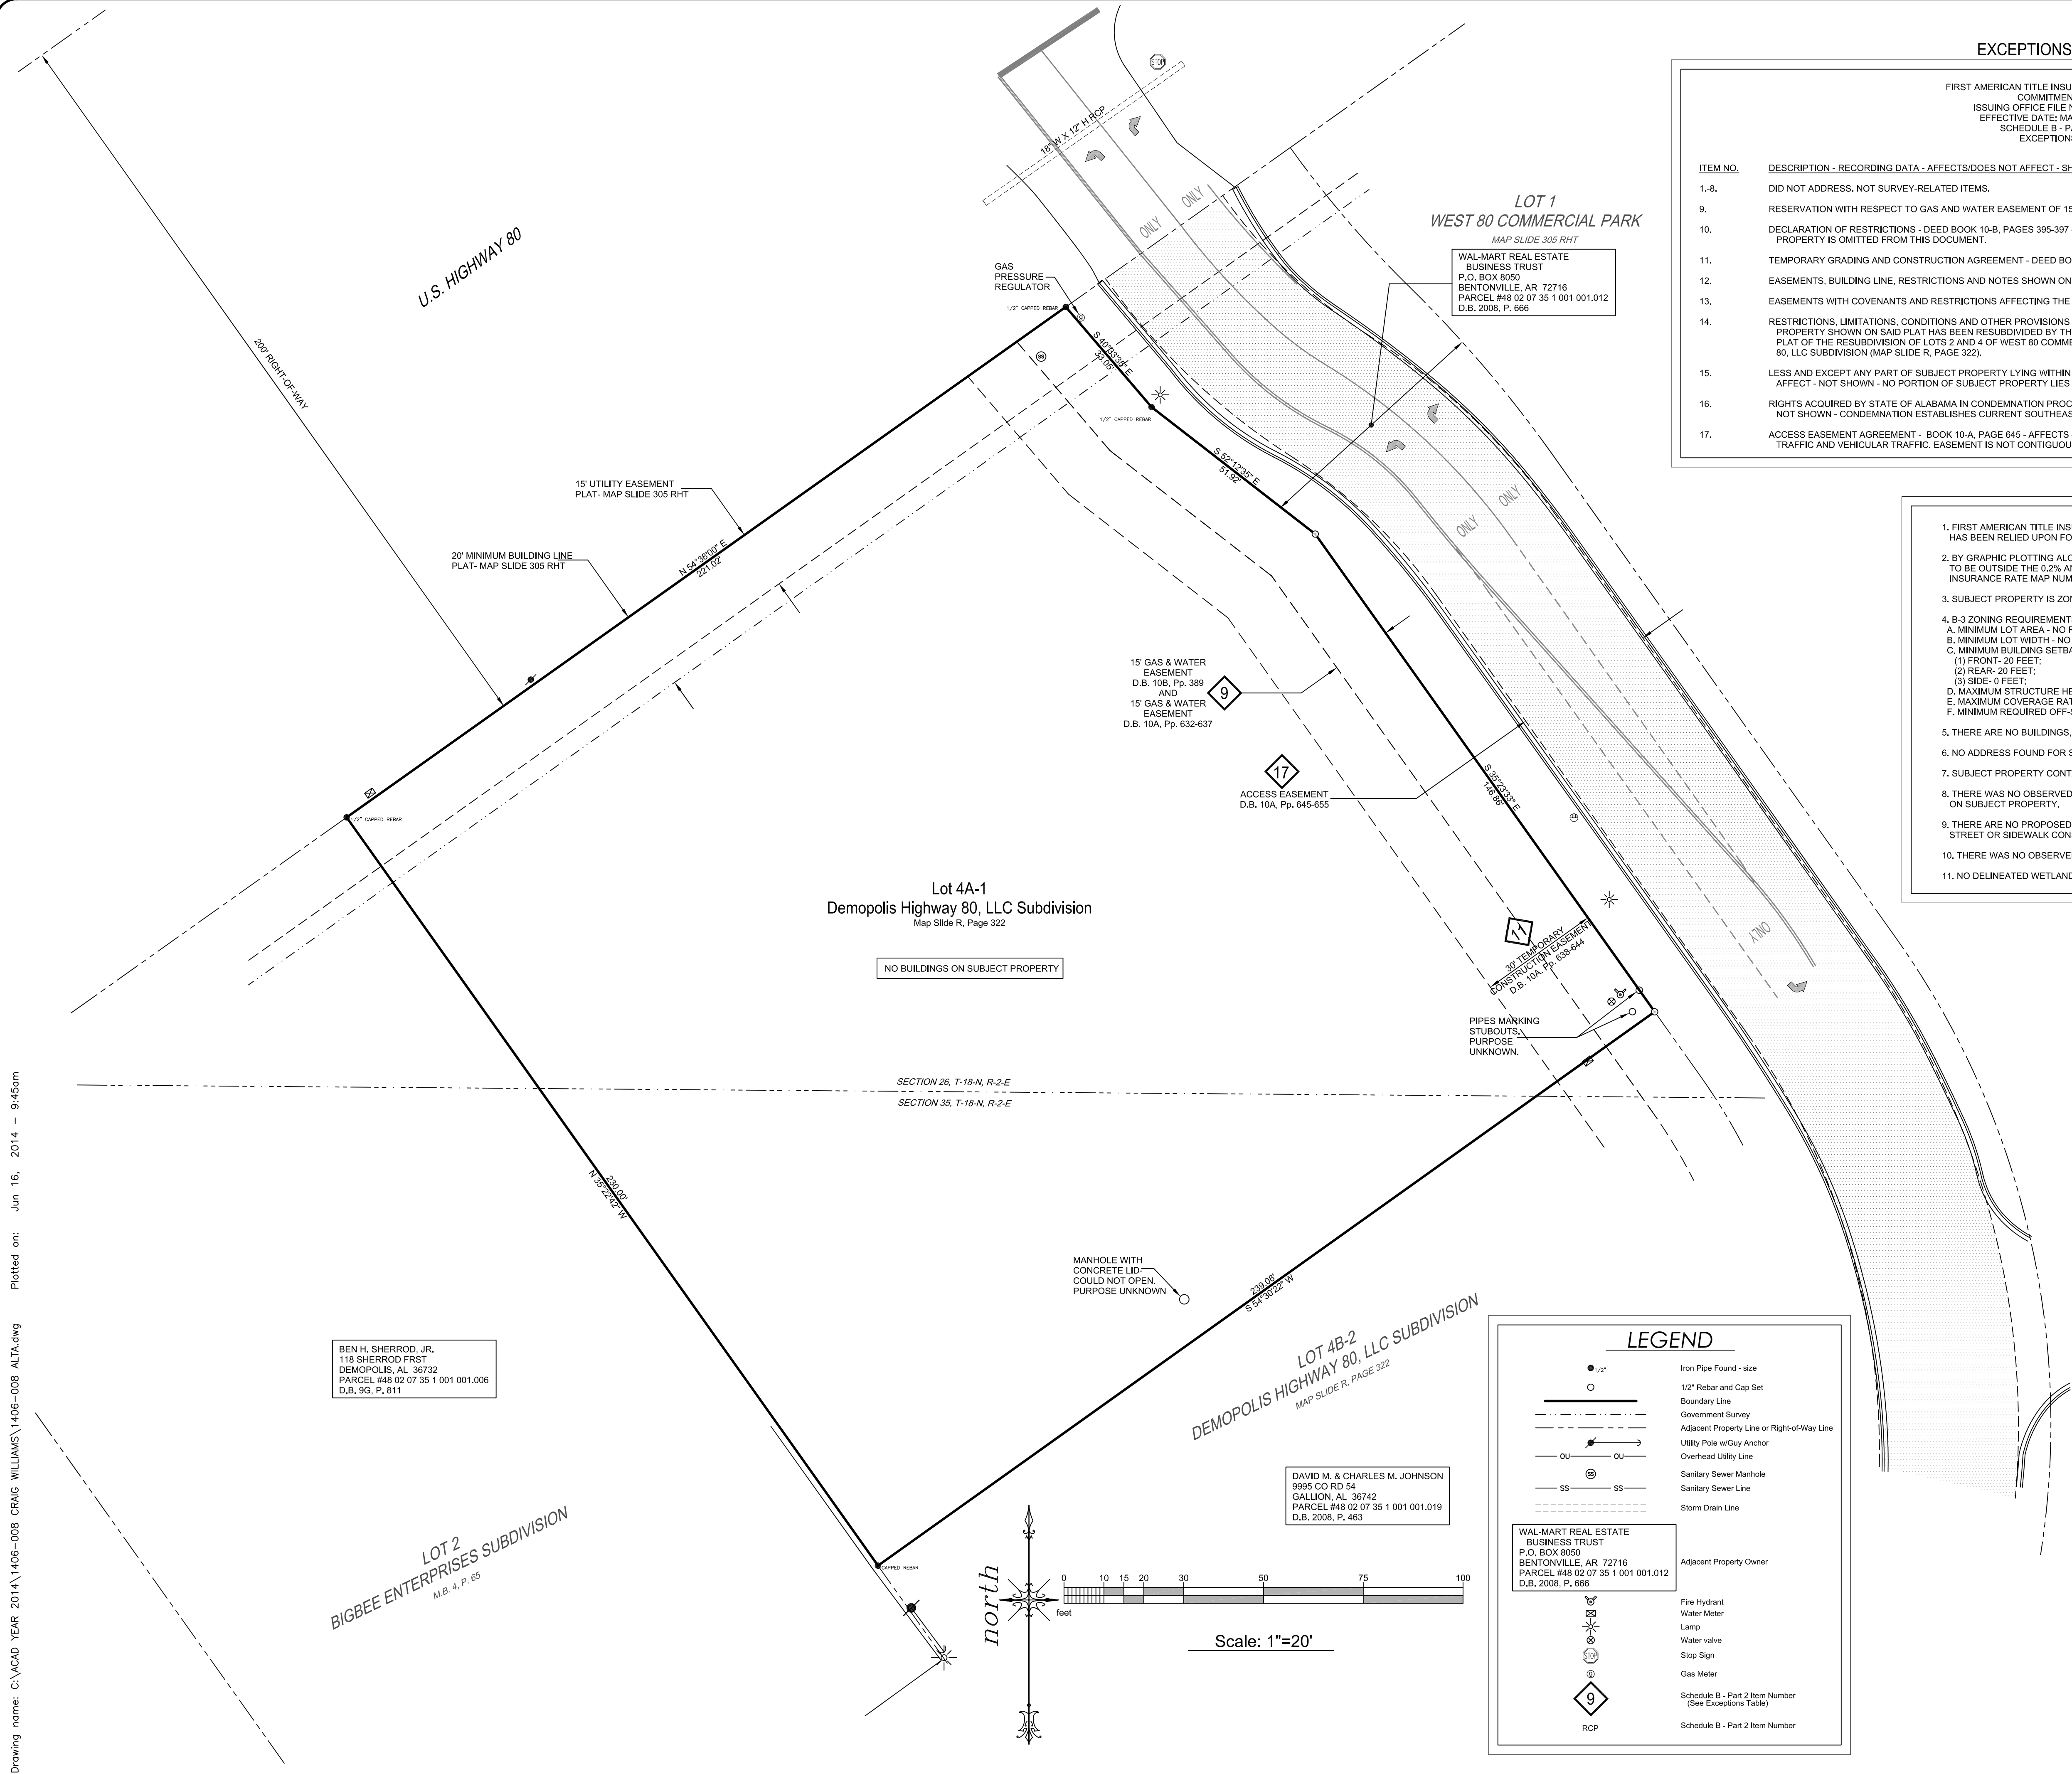 EXCEPTIONS
FIRST AMERICAN TITLE INSU
COMMITMEN
ISSUING OFFICE FILE
EFFECTIVE DATE: MA
SCHEDULE B - P
EXCEPTION
ITEM NO. DESCRIPTION - RECORDING DATA - AFFECTS/DOES NOT AFFECT - SH
1.-8. DID NOT ADDRESS. NOT SURVEY-RELATED ITEMS.
9. RESERVATION WITH RESPECT TO GAS AND WATER EASEMENT OF 15
10. DECLARATION OF RESTRICTIONS - DEED BOOK 10-B, PAGES 395-397
PROPERTY IS OMITTED FROM THIS DOCUMENT.
11. TEMPORARY GRADING AND CONSTRUCTION AGREEMENT - DEED BO
12. EASEMENTS, BUILDING LINE, RESTRICTIONS AND NOTES SHOWN ON
13. EASEMENTS WITH COVENANTS AND RESTRICTIONS AFFECTING THE
14. RESTRICTIONS, LIMITATIONS, CONDITIONS AND OTHER PROVISIONS
PROPERTY SHOWN ON SAID PLAT HAS BEEN RESUBDIVIDED BY TH
PLAT OF THE RESUBDIVISION OF LOTS 2 AND 4 OF WEST 80 COMME
80, LLC SUBDIVISION (MAP SLIDE R, PAGE 322).
15. LESS AND EXCEPT ANY PART OF SUBJECT PROPERTY LYING WITHIN
AFFECT - NOT SHOWN - NO PORTION OF SUBJECT PROPERTY LIES
16. RIGHTS ACQUIRED BY STATE OF ALABAMA IN CONDEMNATION PROC
NOT SHOWN - CONDEMNATION ESTABLISHES CURRENT SOUTHEAS
17. ACCESS EASEMENT AGREEMENT - BOOK 10-A, PAGE 645 - AFFECTS
TRAFFIC AND VEHICULAR TRAFFIC. EASEMENT IS NOT CONTIGUOU
1. FIRST AMERICAN TITLE INS
HAS BEEN RELIED UPON FO
2. BY GRAPHIC PLOTTING ALO
TO BE OUTSIDE THE 0.2% A
INSURANCE RATE MAP NUM
3. SUBJECT PROPERTY IS ZO
4. B-3 ZONING REQUIREMENT
A. MINIMUM LOT AREA - NO
B. MINIMUM LOT WIDTH - NO
C. MINIMUM BUILDING SETBA
(1) FRONT- 20 FEET;
(2) REAR- 20 FEET;
(3) SIDE- 0 FEET;
D. MAXIMUM STRUCTURE HE
E. MAXIMUM COVERAGE RAT
F. MINIMUM REQUIRED OFF-
5. THERE ARE NO BUILDINGS,
6. NO ADDRESS FOUND FOR S
7. SUBJECT PROPERTY CONT
8. THERE WAS NO OBSERVED
ON SUBJECT PROPERTY.
9. THERE ARE NO PROPOSED
STREET OR SIDEWALK CON
10. THERE WAS NO OBSERVE
11. NO DELINEATED WETLAND
STOP
18" W X 12" H RCP
ONLY
ONLY
LOT 1
WEST 80 COMMERCIAL PARK
MAP SLIDE 305 RHT
WAL-MART REAL ESTATE
BUSINESS TRUST
P.O. BOX 8050
BENTONVILLE, AR 72716
PARCEL #48 02 07 35 1 001 001.012
D.B. 2008, P. 666
U.S. HIGHWAY 80
200' RIGHT-OF-WAY
GAS
PRESSURE
REGULATOR
1/2" CAPPED REBAR
S 40°03'35" E
33.05'
1/2" CAPPED REBAR
S 52°12'35" E
51.92'
ONLY
ONLY
15' UTILITY EASEMENT
PLAT- MAP SLIDE 305 RHT
20' MINIMUM BUILDING LINE
PLAT- MAP SLIDE 305 RHT
N 54°38'00" E
221.02'
15' GAS & WATER
EASEMENT
D.B. 10B, Pp. 389
AND
15' GAS & WATER
EASEMENT
D.B. 10A, Pp. 632-637
9
17
ACCESS EASEMENT
D.B. 10A, Pp. 645-655
S 35°23'33" E
146.86'
1/2" CAPPED REBAR
Lot 4A-1
Demopolis Highway 80, LLC Subdivision
Map Slide R, Page 322
NO BUILDINGS ON SUBJECT PROPERTY
11
30' TEMPORARY
CONSTRUCTION EASEMENT
D.B. 10A, Pp. 638-644
ONLY
PIPES MARKING
STUBOUTS.
PURPOSE
UNKNOWN.
SECTION 26, T-18-N, R-2-E
SECTION 35, T-18-N, R-2-E
230.00'
N 35°22'42" W
MANHOLE WITH
CONCRETE LID-
COULD NOT OPEN.
PURPOSE UNKNOWN
239.08'
S 54°30'22" W
LOT 4B-2
DEMOPOLIS HIGHWAY 80, LLC SUBDIVISION
MAP SLIDE R, PAGE 322
BEN H. SHERROD, JR.
118 SHERROD FRST
DEMOPOLIS, AL 36732
PARCEL #48 02 07 35 1 001 001.006
D.B. 9G, P. 811
LOT 2
BIGBEE ENTERPRISES SUBDIVISION
M.B. 4, P. 65
CAPPED REBAR
DAVID M. & CHARLES M. JOHNSON
9995 CO RD 54
GALLION, AL 36742
PARCEL #48 02 07 35 1 001 001.019
D.B. 2008, P. 463
north
0 10 15 20 30 50 75 100
feet
Scale: 1"=20'
LEGEND
1/2" Iron Pipe Found - size
1/2" Rebar and Cap Set
Boundary Line
Government Survey
Adjacent Property Line or Right-of-Way Line
Utility Pole w/Guy Anchor
OU OU Overhead Utility Line
SS Sanitary Sewer Manhole
SS SS Sanitary Sewer Line
Storm Drain Line
WAL-MART REAL ESTATE
BUSINESS TRUST
P.O. BOX 8050
BENTONVILLE, AR 72716
PARCEL #48 02 07 35 1 001 001.012
D.B. 2008, P. 666
Adjacent Property Owner
Fire Hydrant
Water Meter
Lamp
Water valve
STOP Stop Sign
Gas Meter
9 Schedule B - Part 2 Item Number
(See Exceptions Table)
RCP Schedule B - Part 2 Item Number
Drawing name: C:\ACAD YEAR 2014\1406-008 CRAIG WILLIAMS\1406-008 ALTA.dwg Plotted on: Jun 16, 2014 - 9:45am